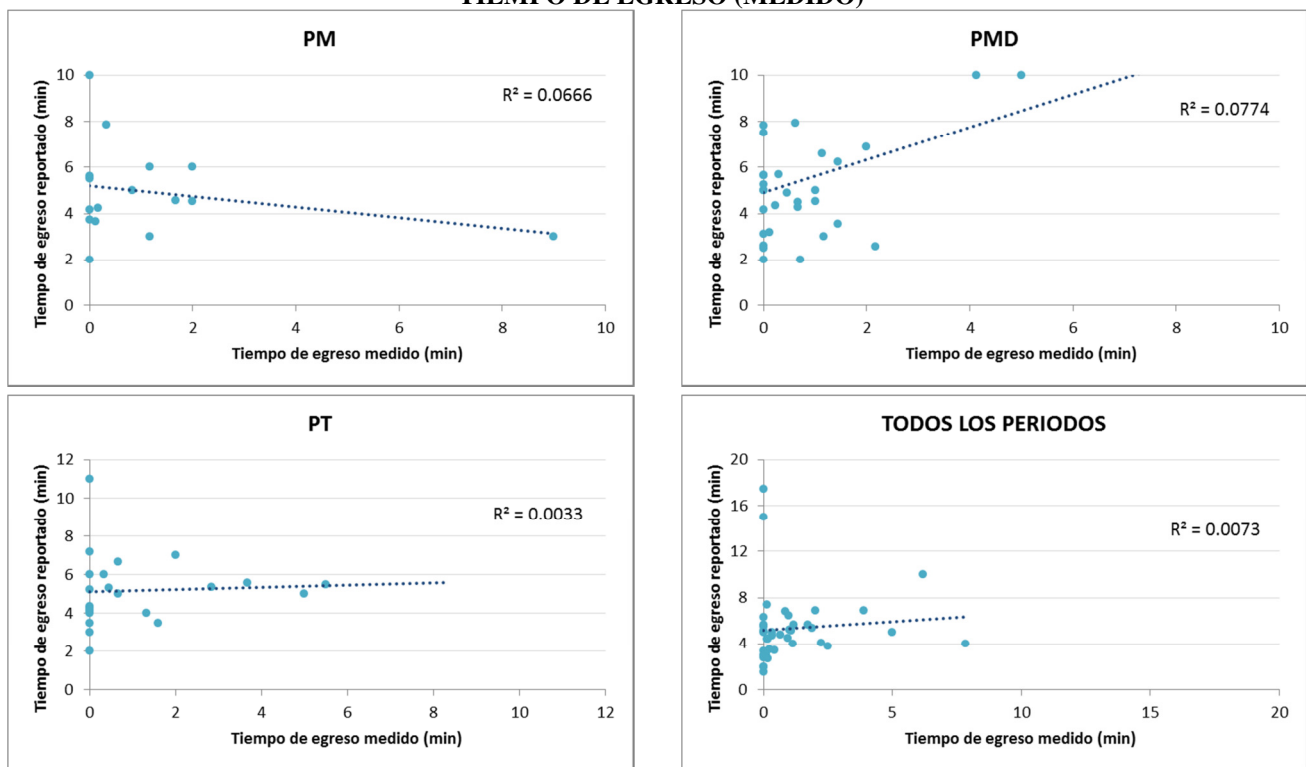 TIEMPO DE EGRESO (MEDIDO)
PM
Tiempo de egreso reportado (min)
10
8
6
4
2
0
R² = 0.0666
0 2 4 6 8 10
Tiempo de egreso medido (min)
PMD
Tiempo de egreso reportado (min)
10
8
6
4
2
0
R² = 0.0774
0 2 4 6 8 10
Tiempo de egreso medido (min)
PT
Tiempo de egreso reportado (min)
12
10
8
6
4
2
0
R² = 0.0033
0 2 4 6 8 10 12
Tiempo de egreso medido (min)
TODOS LOS PERIODOS
Tiempo de egreso reportado (min)
20
16
12
8
4
0
R² = 0.0073
0 5 10 15 20
Tiempo de egreso medido (min)